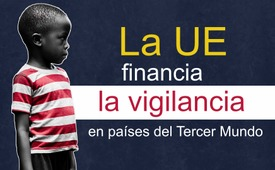 La UE
financia
la vigilancia
en países del Tercer Mundo